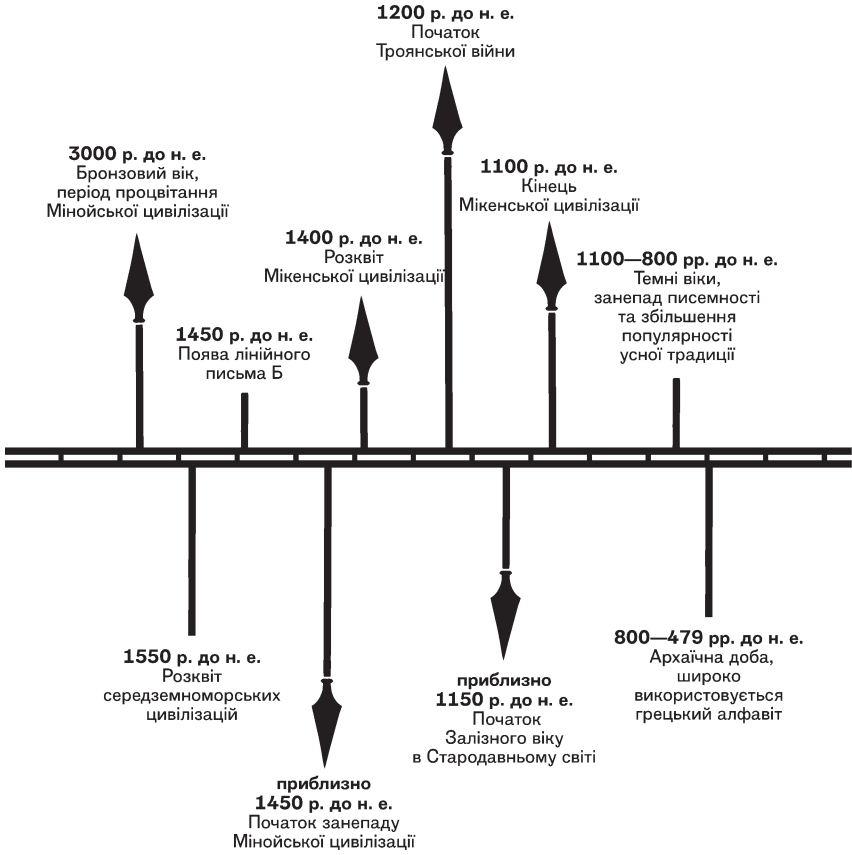 1200 р. до н. е.
Початок
Троянської війни
3000 р. до н. е.
Бронзовий вік,
період процвітання
Мінойської цивілізації
1100 р. до н. е.
Кінець
Мікенської цивілізації
1400 р. до н. е.
Розквіт
Мікенської цивілізації
1100—800 рр. до н. е.
Темні віки,
занепад писемності
та збільшення
популярності
усної традиції
1450 р. до н. е.
Поява лінійного
письма Б
1550 р. до н. е.
Розквіт
середземноморських
цивілізацій
800—479 рр. до н. е.
Архаїчна доба,
широко
використовується
грецький алфавіт
приблизно
1150 р. до н. е.
Початок
Залізного віку
в Стародавньому світі
приблизно
1450 р. до н. е.
Початок занепаду
Мінойської цивілізації